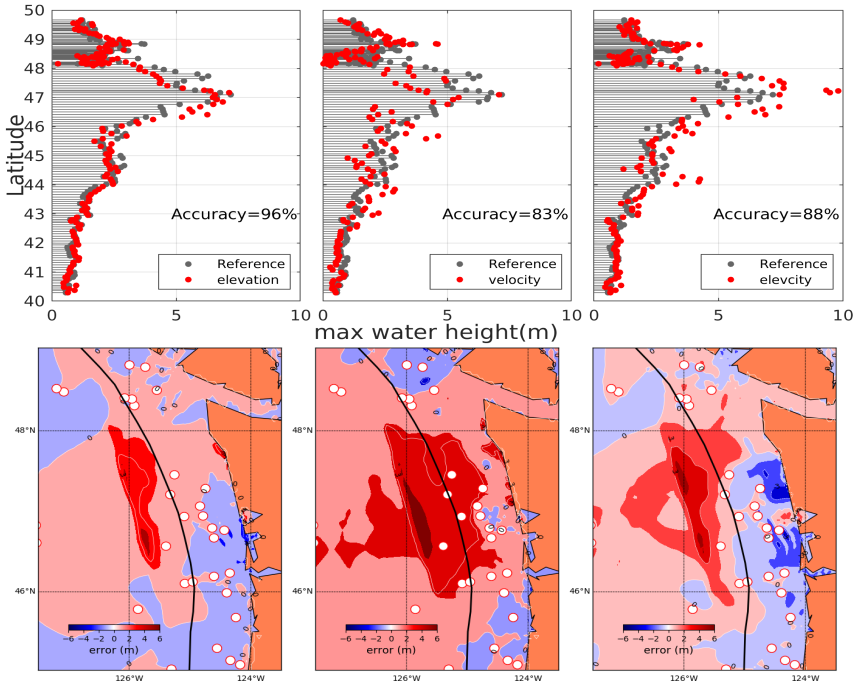 50
49
48
47
46
45
44
43
42
41
40
Latitude
Accuracy=96%
Accuracy=83%
Accuracy=88%
Reference
elevation
Reference
velocity
Reference
elevcity
0 5 10
0 5 10
0 5 10
max water height(m)
48°N
46°N
48°N
46°N
48°N
46°N
−6 −4 −2 0 2 4 6
error (m)
−6 −4 −2 0 2 4 6
error (m)
−6 −4 −2 0 2 4 6
error (m)
126°W 124°W
126°W 124°W
126°W 124°W